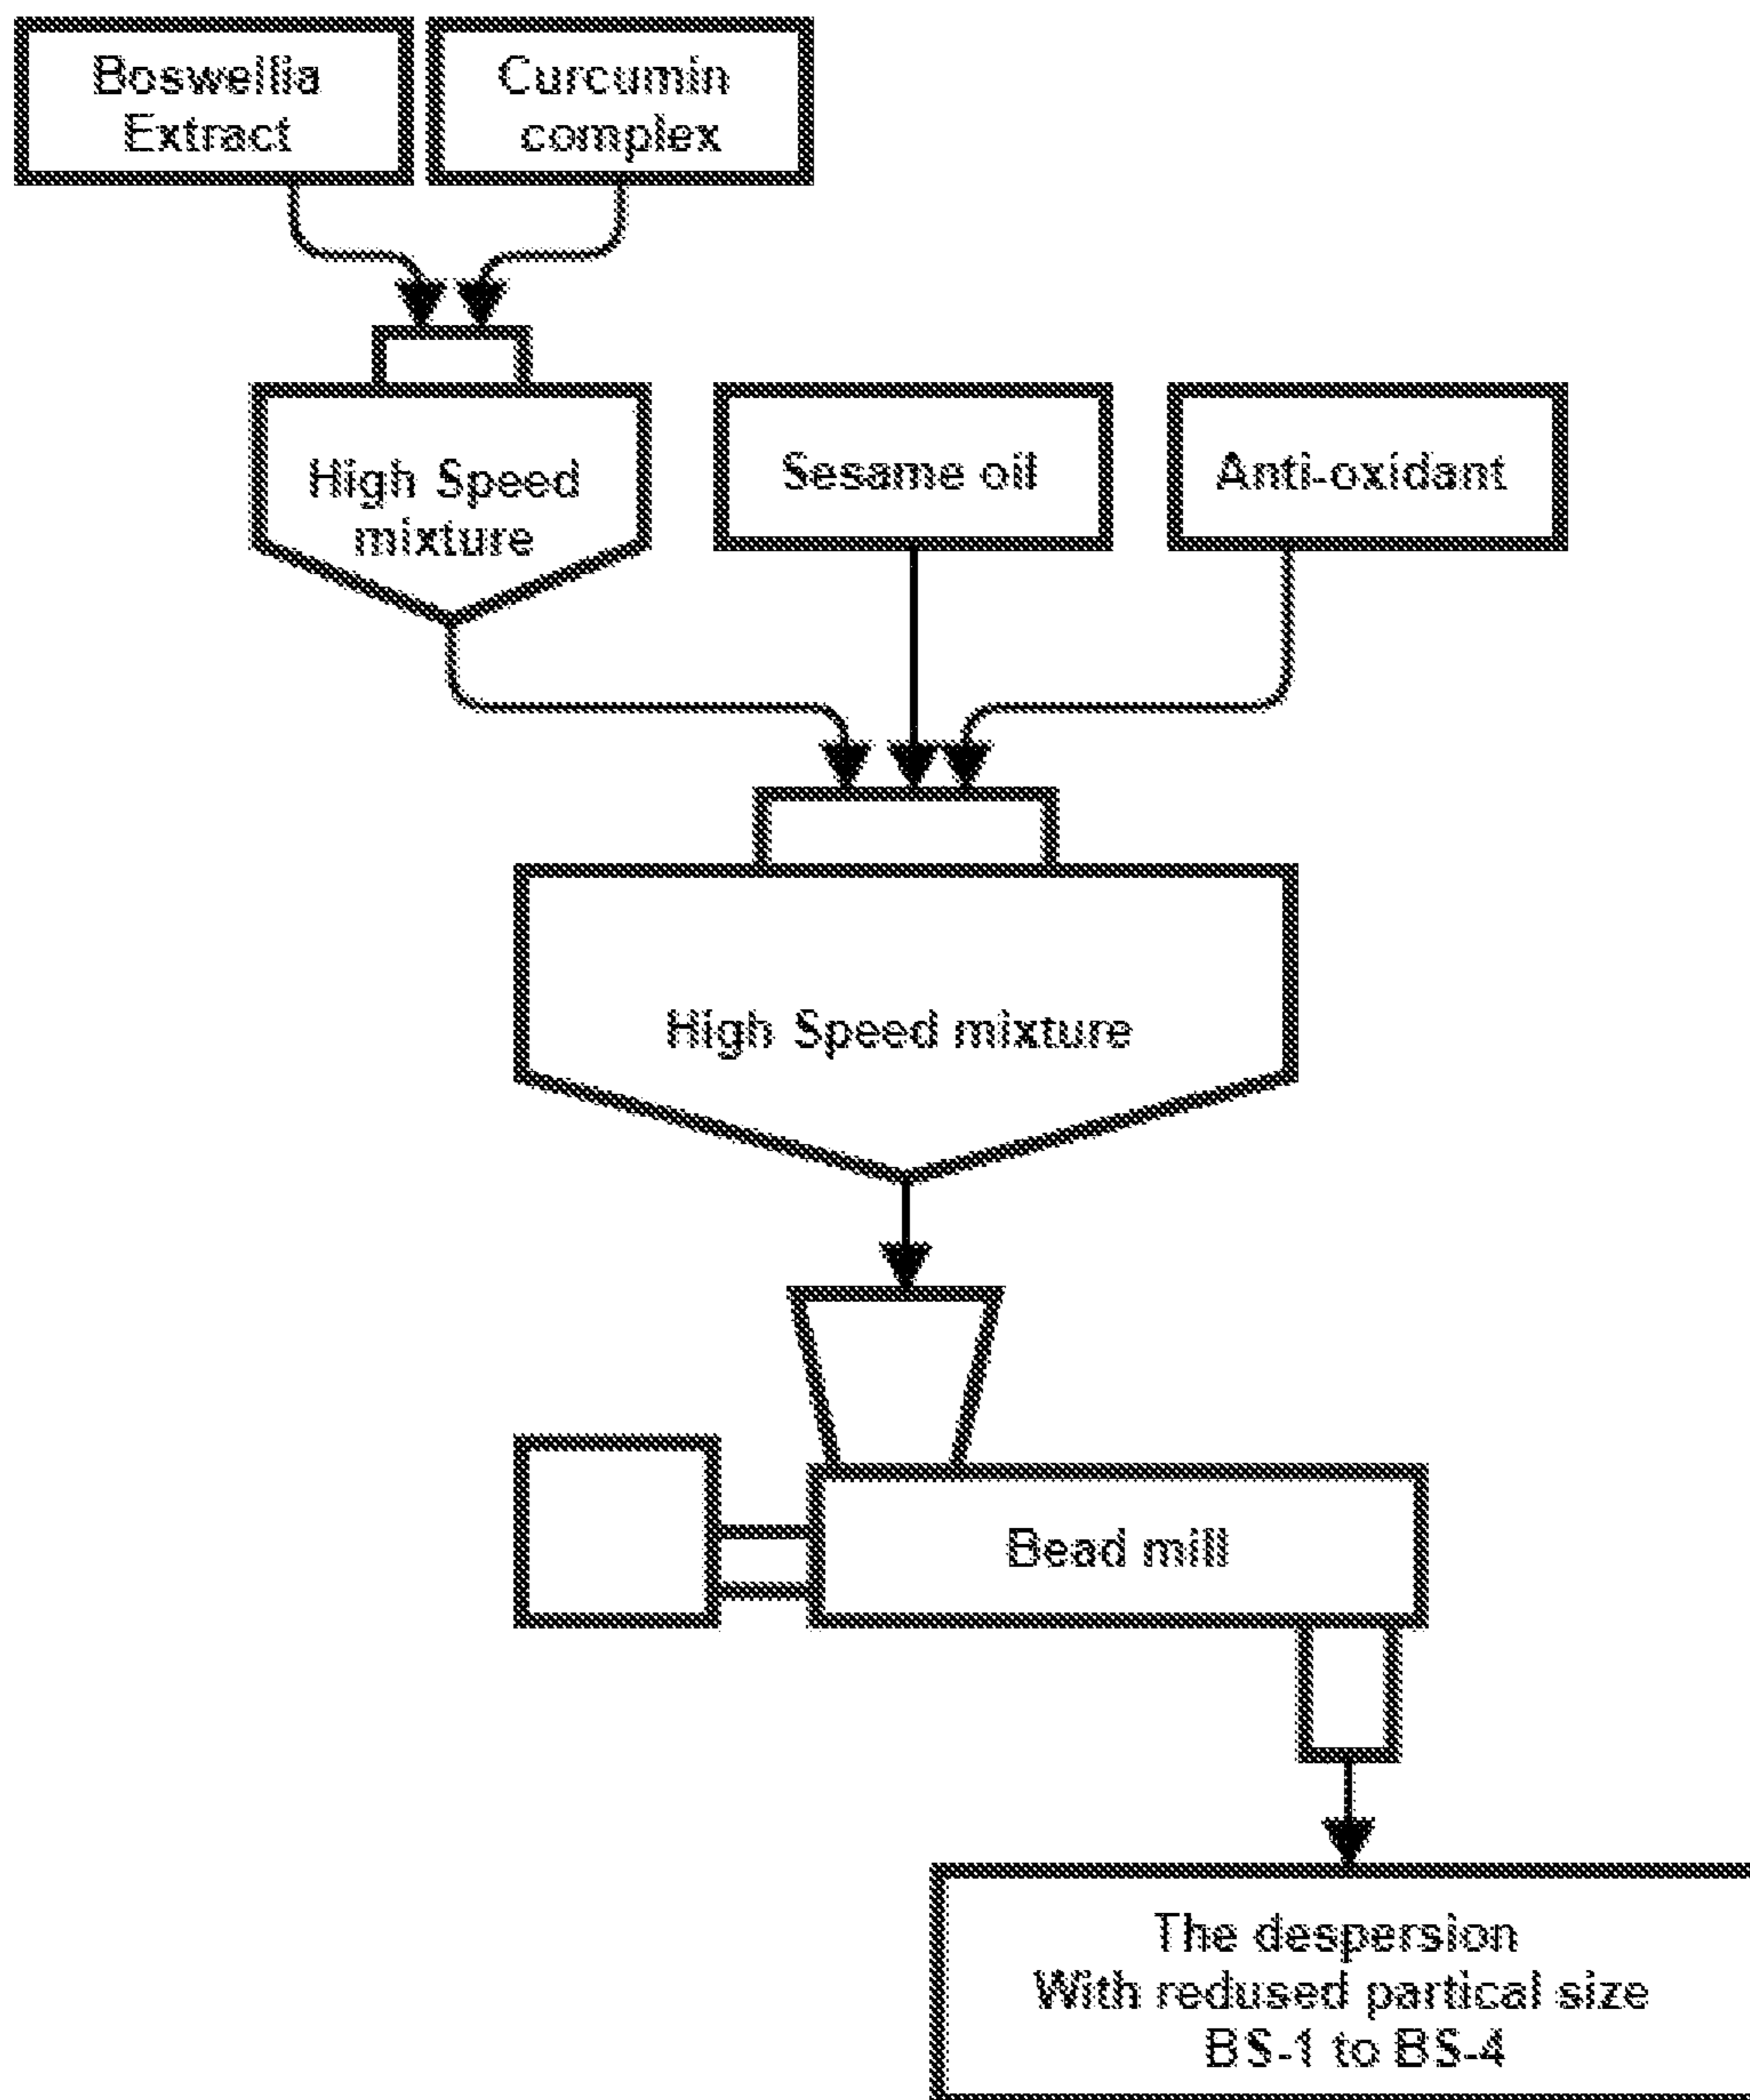 Boswellia
Extract
Curcumin
complex
High Speed
mixture
Sesame oil
Anti-oxidant
High Speed mixture
Bead mill
The despersion
With redused partical size
BS-1 to BS-4